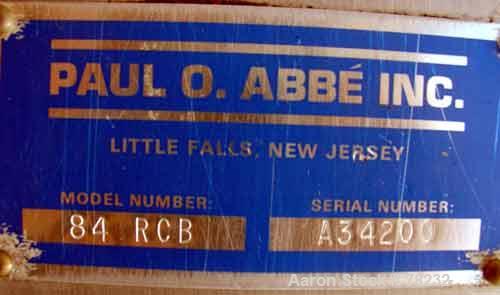 PAUL O. ABBÉ INC.
LITTLE FALLS, NEW JERSEY
MODEL NUMBER: SERIAL NUMBER:
84 RCB A34200